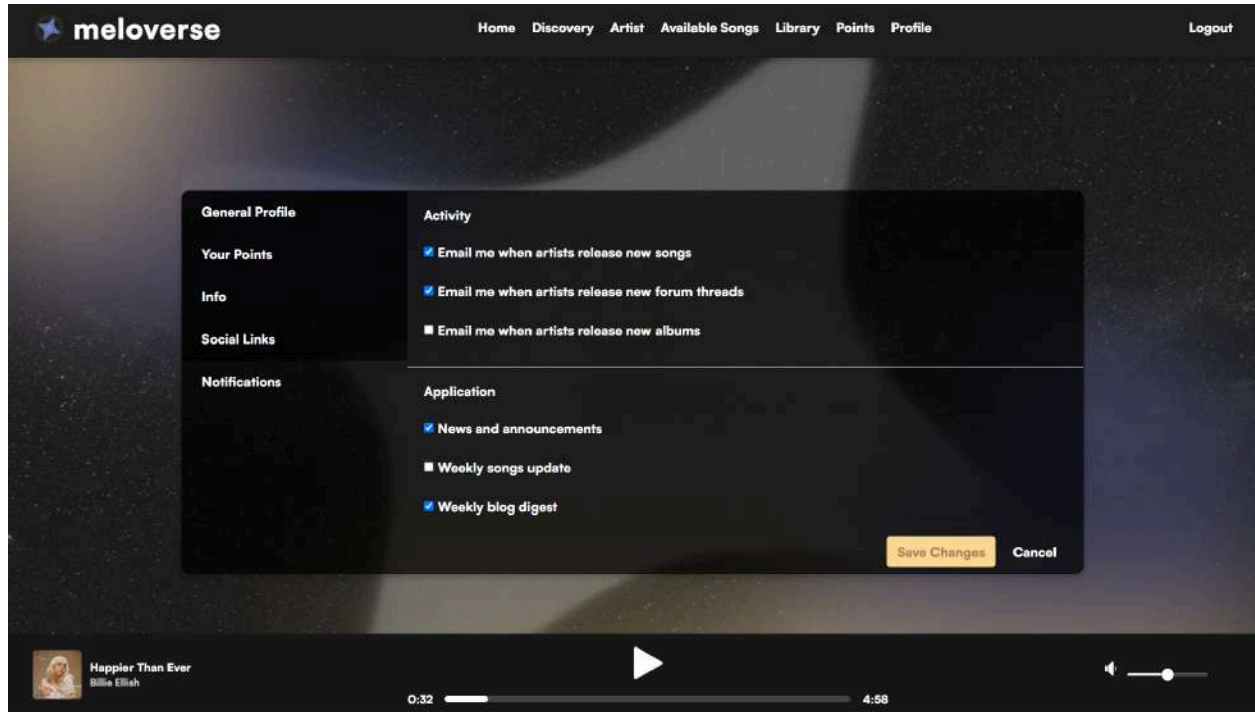 meloverse
Home Discovery Artist Available Songs Library Points Profile
Logout
General Profile
Your Points
Info
Social Links
Notifications
Activity
Email me when artists release new songs
Email me when artists release new forum threads
Email me when artists release new albums
Application
News and announcements
Weekly songs update
Weekly blog digest
Save Changes Cancel
Happier Than Ever
Billie Eilish
0:32
4:58